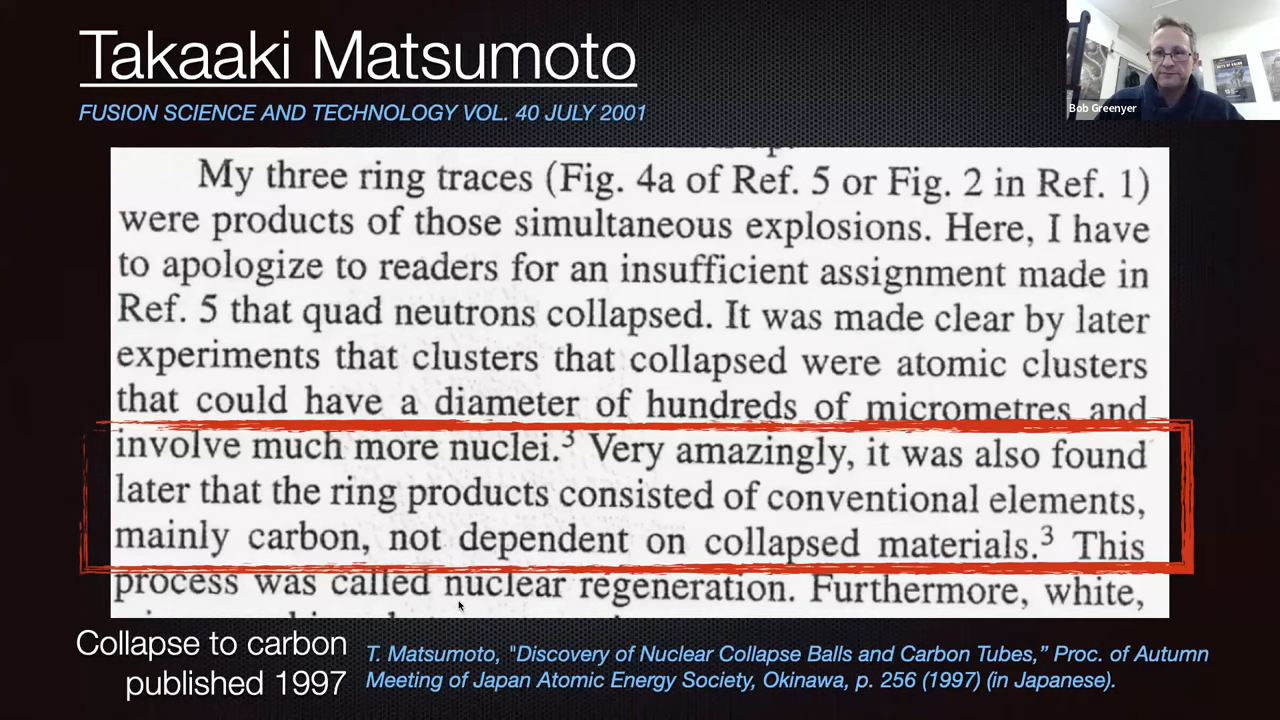 Takaaki Matsumoto
Bob Greenyer
FUSION SCIENCE AND TECHNOLOGY VOL. 40 JULY 2001
My three ring traces (Fig. 4a of Ref. 5 or Fig. 2 in Ref. 1)
were products of those simultaneous explosions. Here, I have
to apologize to readers for an insufficient assignment made in
Ref. 5 that quad neutrons collapsed. It was made clear by later
experiments that clusters that collapsed were atomic clusters
that could have a diameter of hundreds of micrometres and
involve much more nuclei.³ Very amazingly, it was also found
later that the ring products consisted of conventional elements,
mainly carbon, not dependent on collapsed materials.³ This
process was called nuclear regeneration. Furthermore, white,
Collapse to carbon
published 1997
T. Matsumoto, "Discovery of Nuclear Collapse Balls and Carbon Tubes,” Proc. of Autumn
Meeting of Japan Atomic Energy Society, Okinawa, p. 256 (1997) (in Japanese).